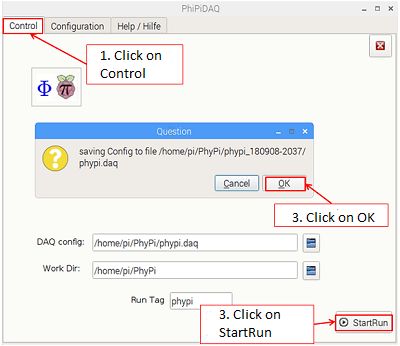 PhiPiDAQ
Control Configuration Help / Hilfe
1. Click on
Control
Φ π
Question
saving Config to file /home/pi/PhyPi/phypi_180908-2037/
phypi.daq
?
Cancel OK
3. Click on OK
DAQ config: /home/pi/PhyPi/phypi.daq
Work Dir: /home/pi/PhyPi
Run Tag phypi
3. Click on
StartRun
StartRun